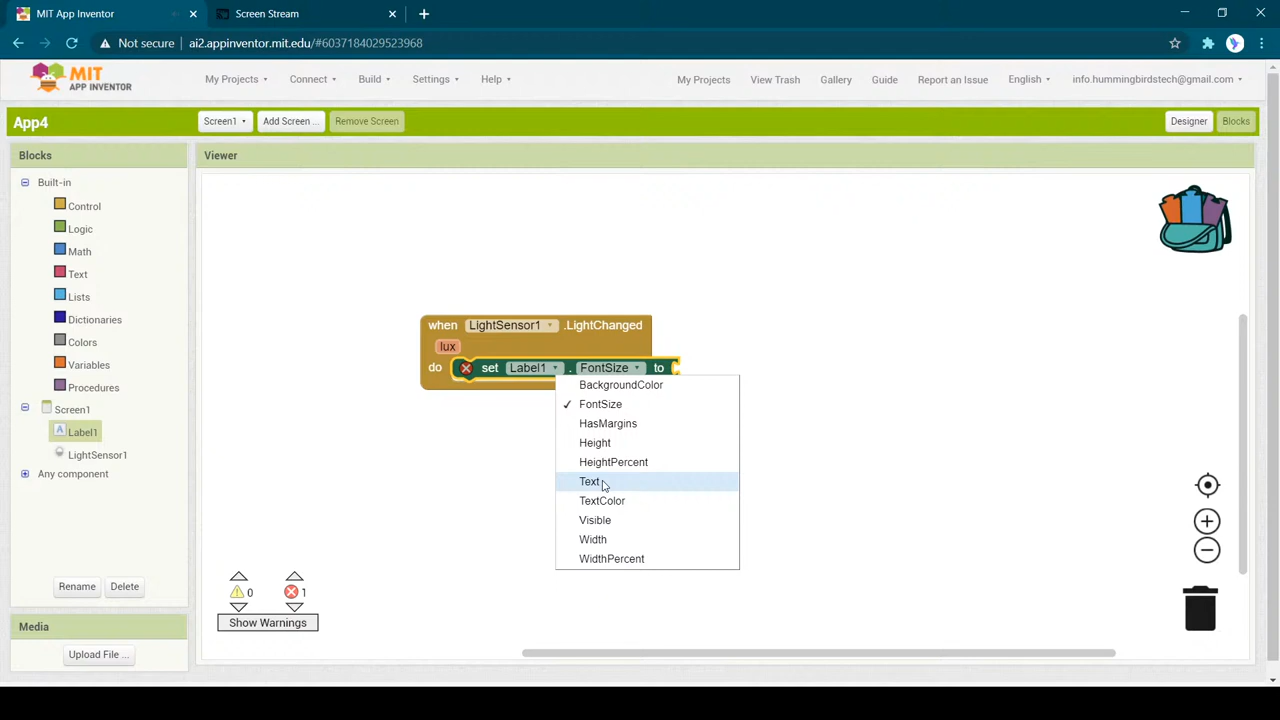 MIT App Inventor
Screen Stream
Not secure
ai2.appinventor.mit.edu/#6037184029523968
MIT
APP INVENTOR
My Projects
Connect
Build
Settings
Help
My Projects
View Trash
Gallery
Guide
Report an Issue
English
info.hummingbirdstech@gmail.com
App4
Screen1
Add Screen ...
Remove Screen
Designer
Blocks
Blocks
Viewer
Built-in
Control
Logic
Math
Text
Lists
Dictionaries
Colors
Variables
Procedures
Screen1
A Label1
LightSensor1
Any component
Rename
Delete
Media
Upload File ...
when LightSensor1 .LightChanged
lux
do set Label1 . FontSize to
BackgroundColor
✓ FontSize
HasMargins
Height
HeightPercent
Text
TextColor
Visible
Width
WidthPercent
0
1
Show Warnings